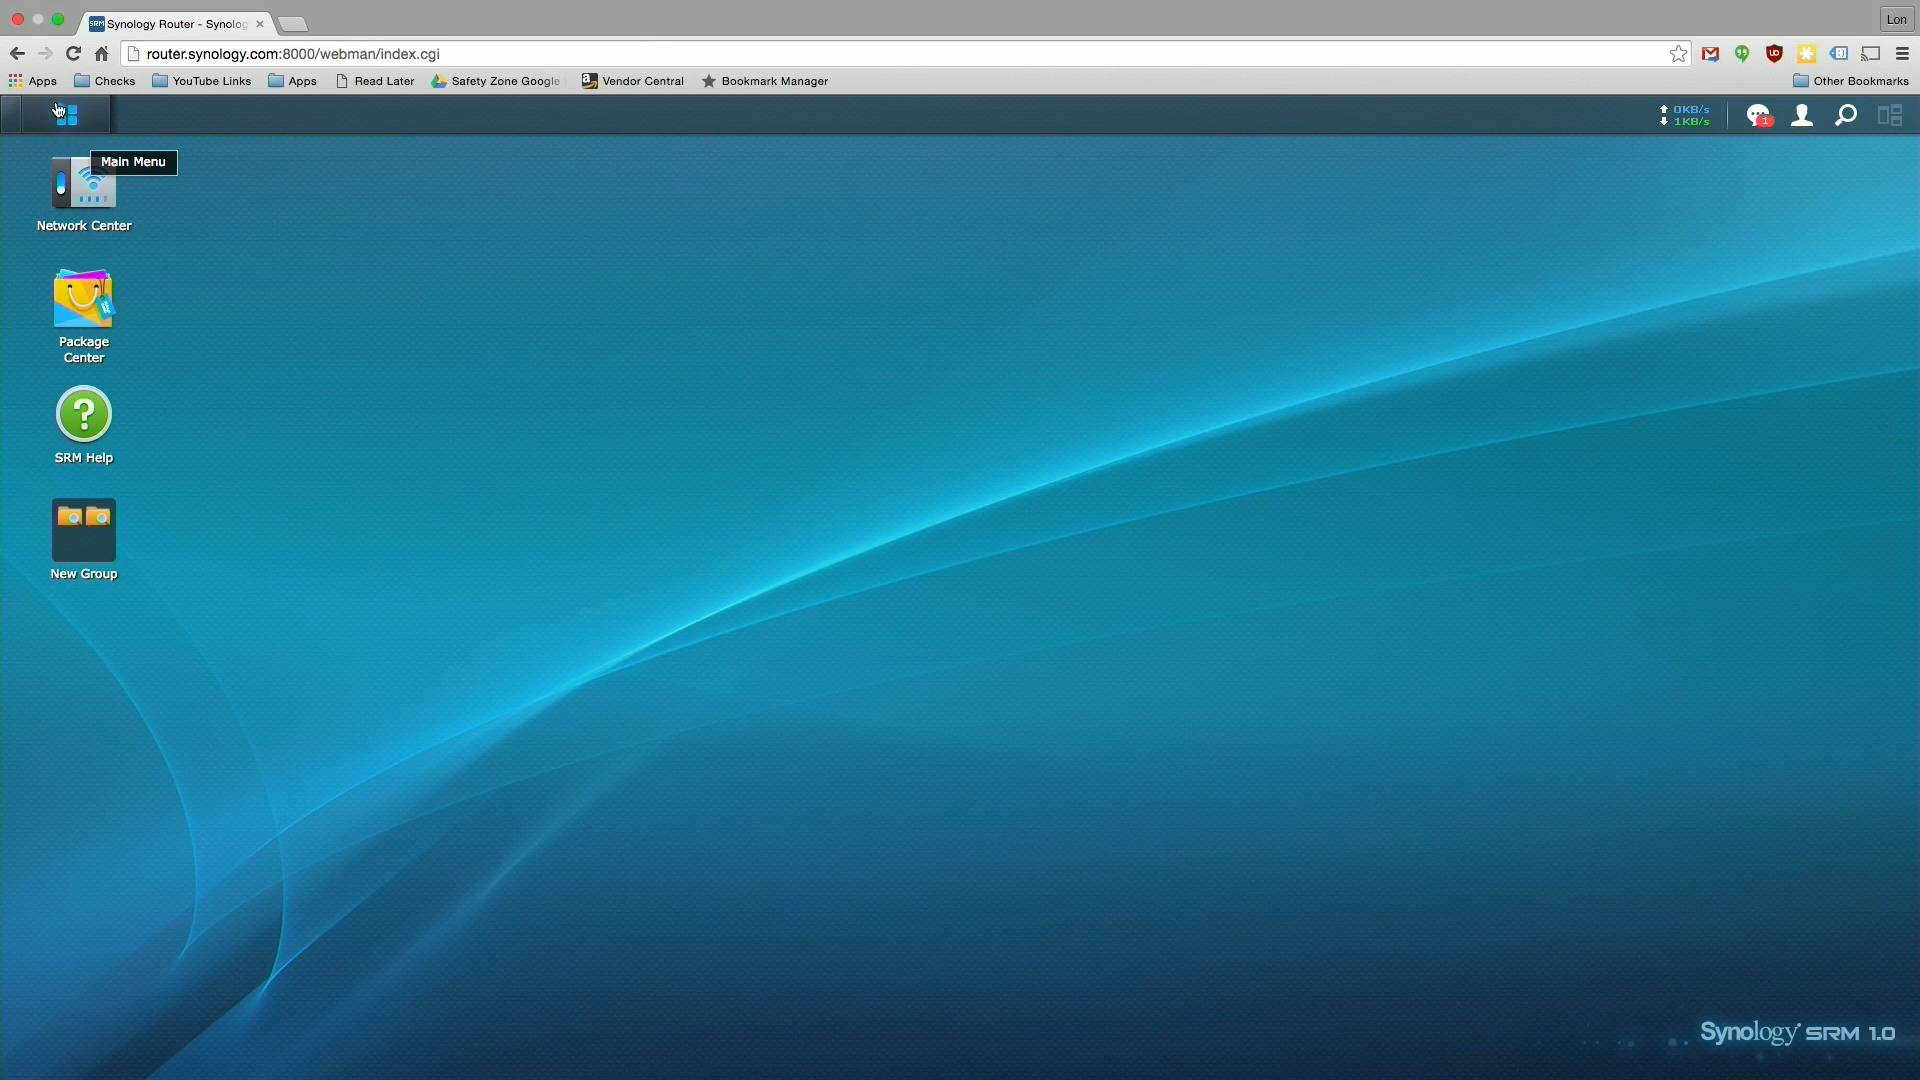 SRM Synology Router - Synolog
Lon
router.synology.com:8000/webman/index.cgi
Apps Checks YouTube Links Apps Read Later Safety Zone Google Vendor Central Bookmark Manager Other Bookmarks
0KB/s
1KB/s
1
Main Menu
Network Center
Package
Center
SRM Help
New Group
Synology SRM 1.0